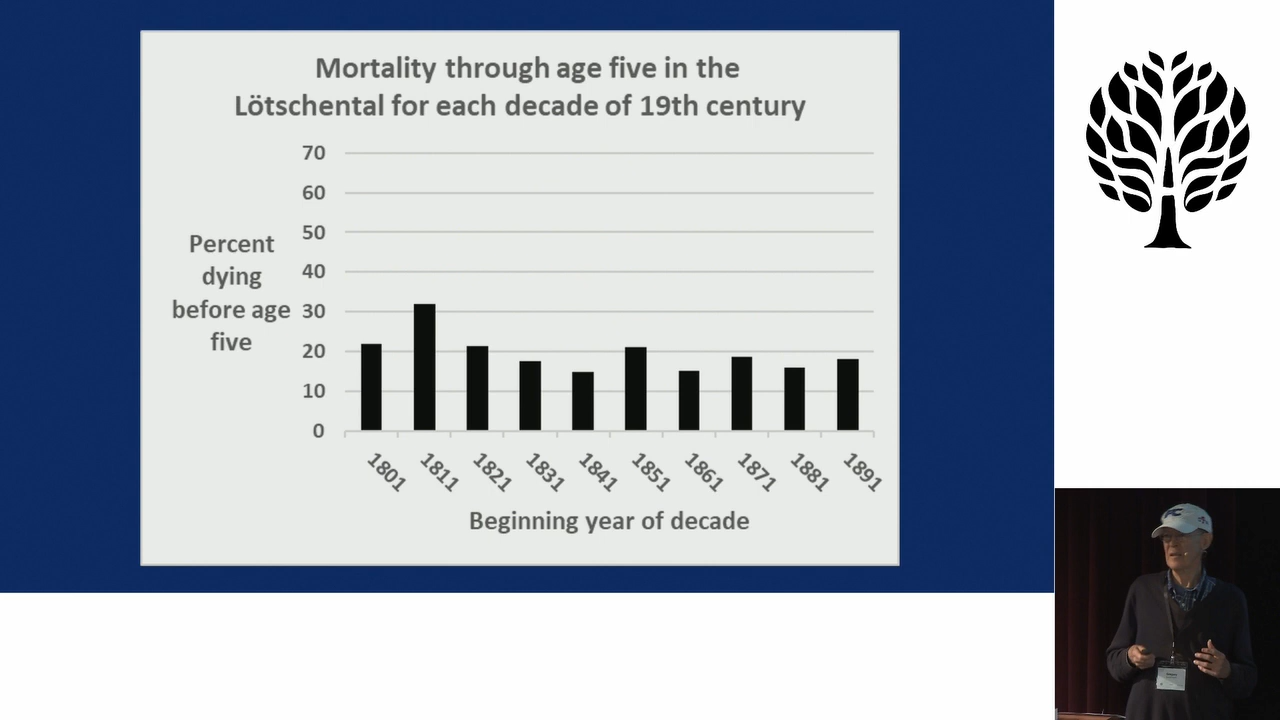 Mortality through age five in the
Lötschental for each decade of 19th century
70
60
50
40
30
20
10
0
Percent
dying
before age
five
1801
1811
1821
1831
1841
1851
1861
1871
1881
1891
Beginning year of decade